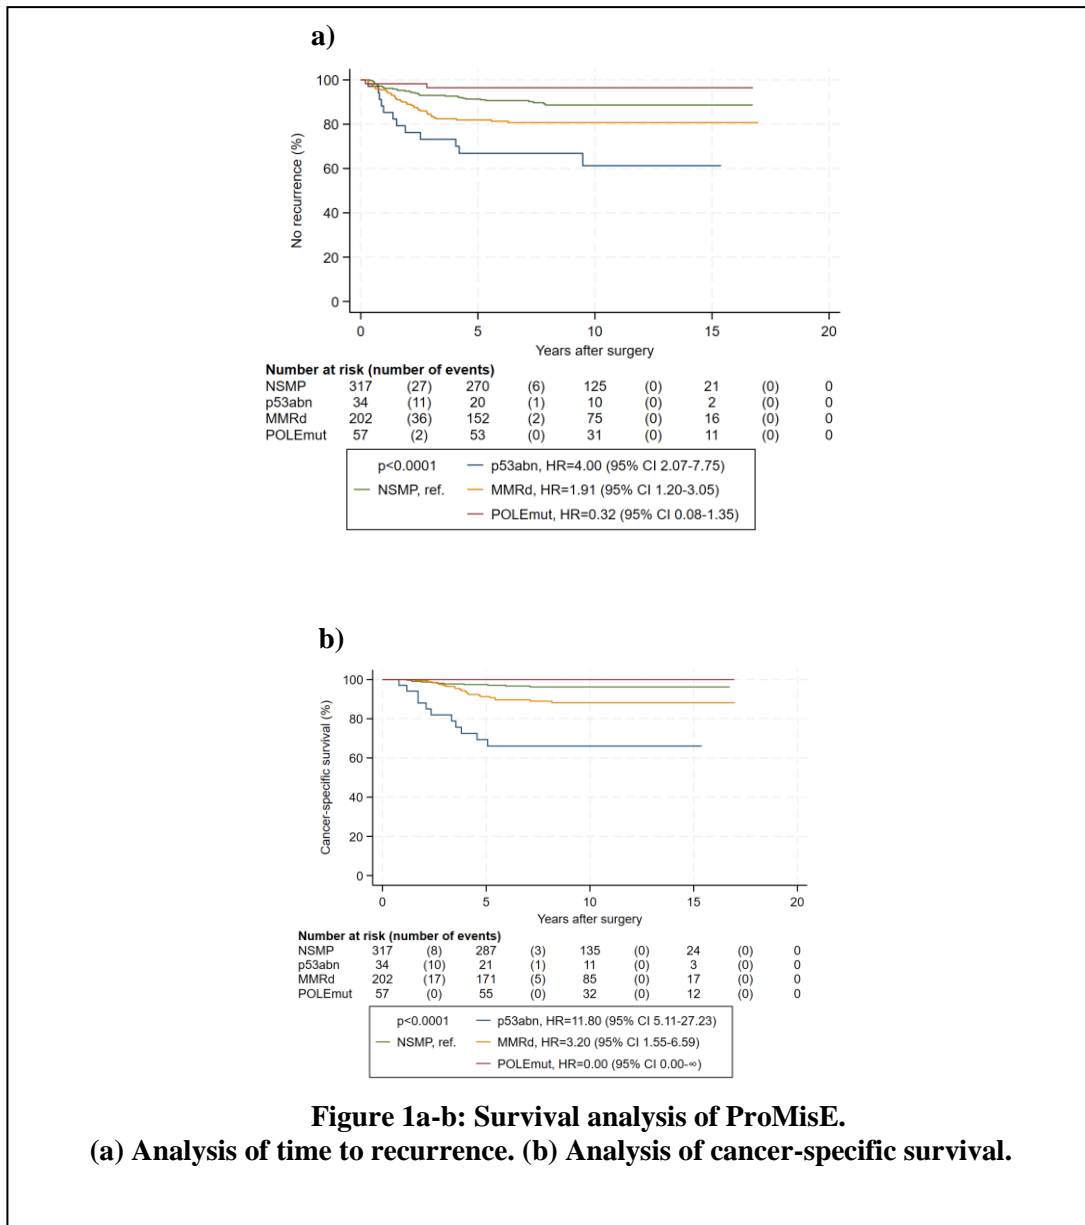 a)
100
80
60
40
20
0
No recurrence (%)
0 5 10 15 20
Years after surgery
Number at risk (number of events)
NSMP 317 (27) 270 (6) 125 (0) 21 (0) 0
p53abn 34 (11) 20 (1) 10 (0) 2 (0) 0
MMRd 202 (36) 152 (2) 75 (0) 16 (0) 0
POLEmut 57 (2) 53 (0) 31 (0) 11 (0) 0
p<0.0001 p53abn, HR=4.00 (95% CI 2.07-7.75)
NSMP, ref. MMRd, HR=1.91 (95% CI 1.20-3.05)
POLEmut, HR=0.32 (95% CI 0.08-1.35)
b)
100
80
60
40
20
0
Cancer-specific survival (%)
0 5 10 15 20
Years after surgery
Number at risk (number of events)
NSMP 317 (8) 287 (3) 135 (0) 24 (0) 0
p53abn 34 (10) 21 (1) 11 (0) 3 (0) 0
MMRd 202 (17) 171 (5) 85 (0) 17 (0) 0
POLEmut 57 (0) 55 (0) 32 (0) 12 (0) 0
p<0.0001 p53abn, HR=11.80 (95% CI 5.11-27.23)
NSMP, ref. MMRd, HR=3.20 (95% CI 1.55-6.59)
POLEmut, HR=0.00 (95% CI 0.00-∞)
Figure 1a-b: Survival analysis of ProMisE.
(a) Analysis of time to recurrence. (b) Analysis of cancer-specific survival.